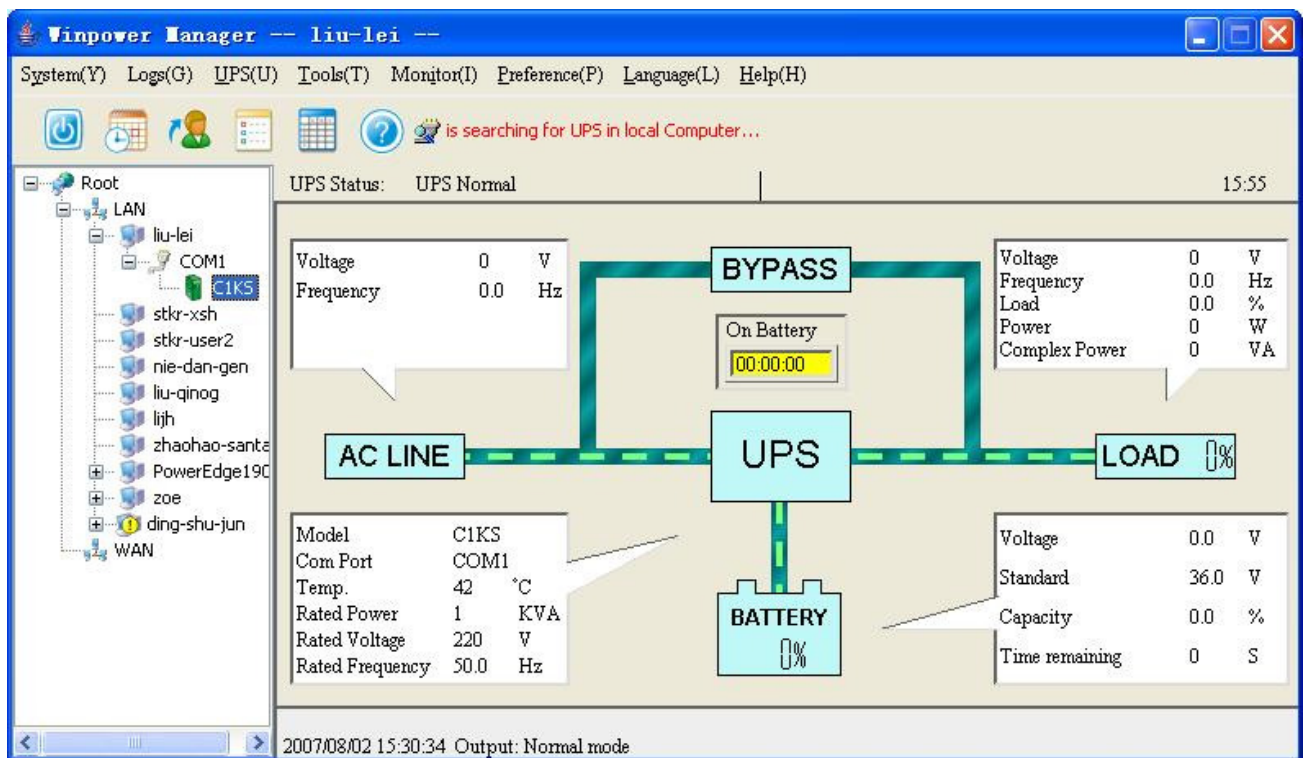 Winpower Manager -- liu-lei --
System(Y) Logs(G) UPS(U) Tools(T) Monitor(I) Preference(P) Language(L) Help(H)
is searching for UPS in local Computer...
Root
LAN
liu-lei
COM1
C1KS
stkr-xsh
stkr-user2
nie-dan-gen
liu-qinog
lijh
zhaohao-santa
PowerEdge190
zoe
ding-shu-jun
WAN
UPS Status: UPS Normal 15:55
Voltage 0 V
Frequency 0.0 Hz
BYPASS
On Battery
00:00:00
Voltage 0 V
Frequency 0.0 Hz
Load 0.0 %
Power 0 W
Complex Power 0 VA
AC LINE
UPS
LOAD 0%
Model C1KS
Com Port COM1
Temp. 42 °C
Rated Power 1 KVA
Rated Voltage 220 V
Rated Frequency 50.0 Hz
BATTERY
0%
Voltage 0.0 V
Standard 36.0 V
Capacity 0.0 %
Time remaining 0 S
2007/08/02 15:30:34 Output: Normal mode